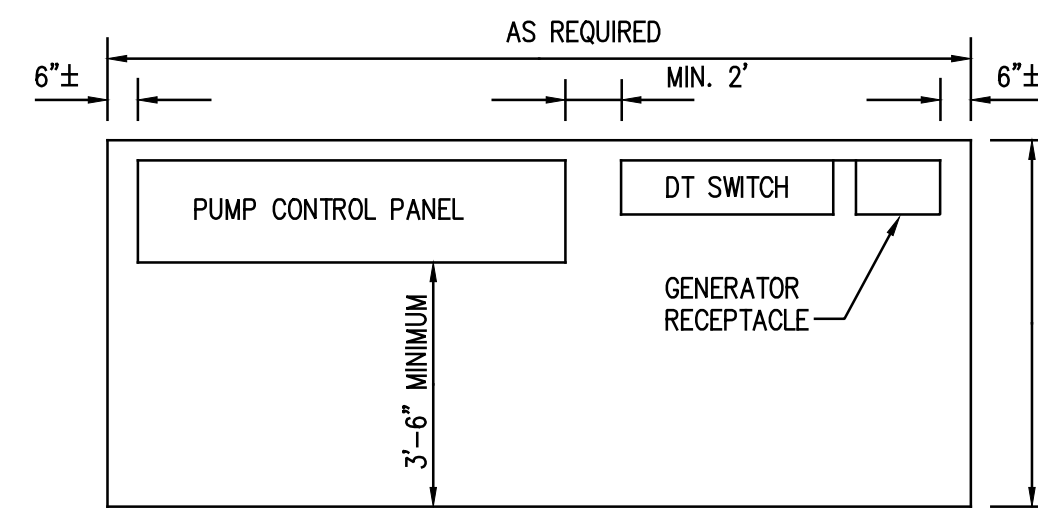 AS REQUIRED
6"±
MIN. 2'
6"±
PUMP CONTROL PANEL
DT SWITCH
GENERATOR
RECEPTACLE
3'-6" MINIMUM